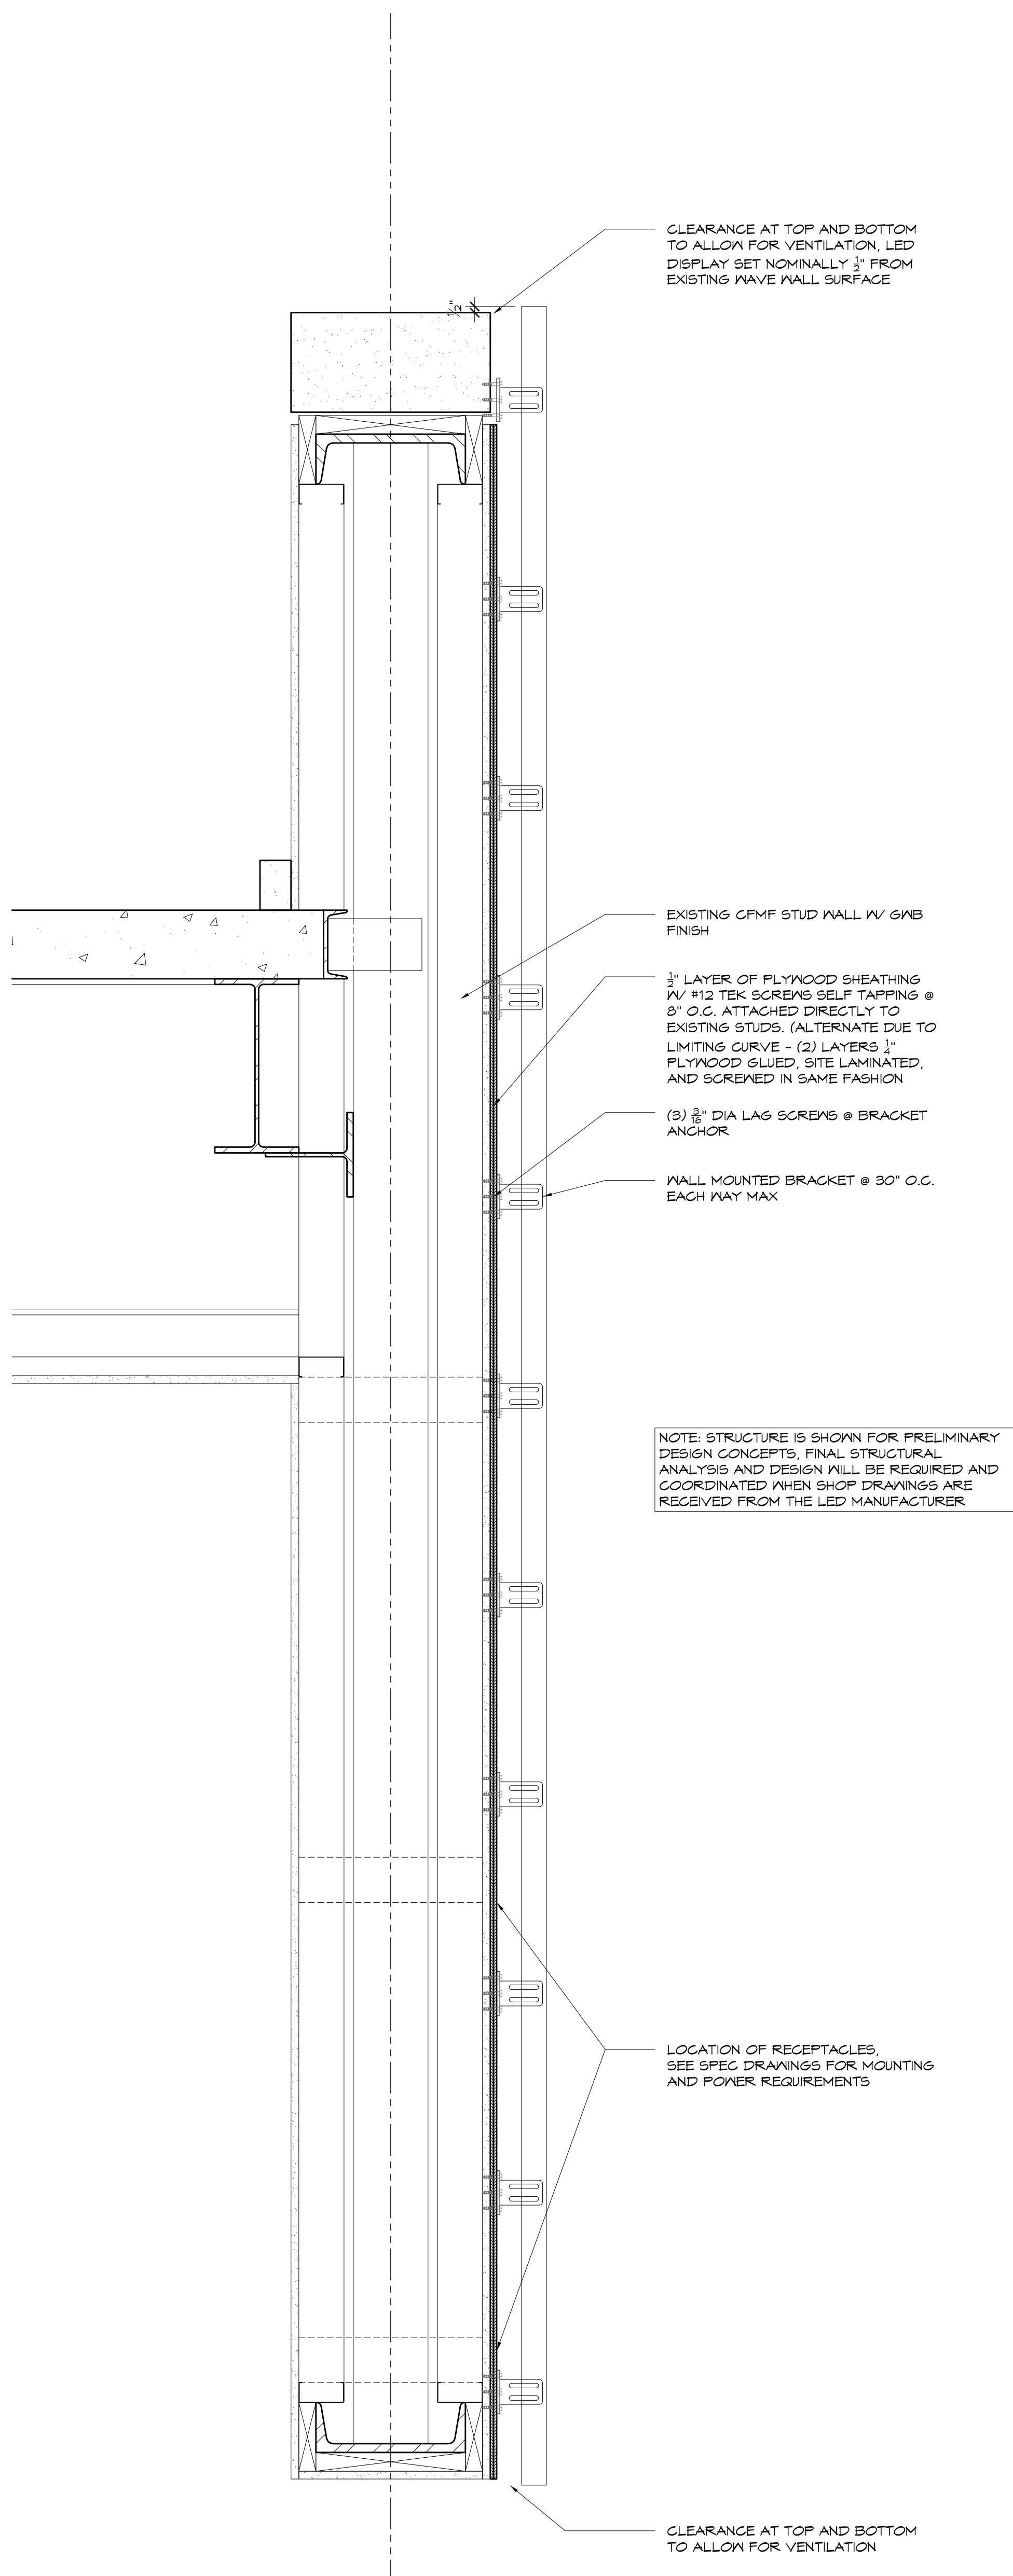 CLEARANCE AT TOP AND BOTTOM
TO ALLOW FOR VENTILATION, LED
DISPLAY SET NOMINALLY 1/2" FROM
EXISTING WAVE WALL SURFACE
1/2"
EXISTING CFMF STUD WALL W/ GWB
FINISH
1/2" LAYER OF PLYWOOD SHEATHING
W/ #12 TEK SCREWS SELF TAPPING @
8" O.C. ATTACHED DIRECTLY TO
EXISTING STUDS. (ALTERNATE DUE TO
LIMITING CURVE - (2) LAYERS 1/4"
PLYWOOD GLUED, SITE LAMINATED,
AND SCREWED IN SAME FASHION
(3) 3/16" DIA LAG SCREWS @ BRACKET
ANCHOR
WALL MOUNTED BRACKET @ 30" O.C.
EACH WAY MAX
NOTE: STRUCTURE IS SHOWN FOR PRELIMINARY
DESIGN CONCEPTS, FINAL STRUCTURAL
ANALYSIS AND DESIGN WILL BE REQUIRED AND
COORDINATED WHEN SHOP DRAWINGS ARE
RECEIVED FROM THE LED MANUFACTURER
LOCATION OF RECEPTACLES,
SEE SPEC DRAWINGS FOR MOUNTING
AND POWER REQUIREMENTS
CLEARANCE AT TOP AND BOTTOM
TO ALLOW FOR VENTILATION